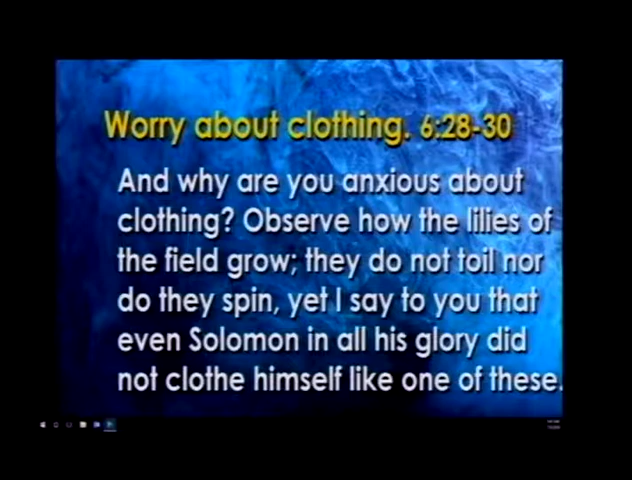 Worry about clothing. 6:28-30
And why are you anxious about
clothing? Observe how the lilies of
the field grow; they do not toil nor
do they spin, yet I say to you that
even Solomon in all his glory did
not clothe himself like one of these.